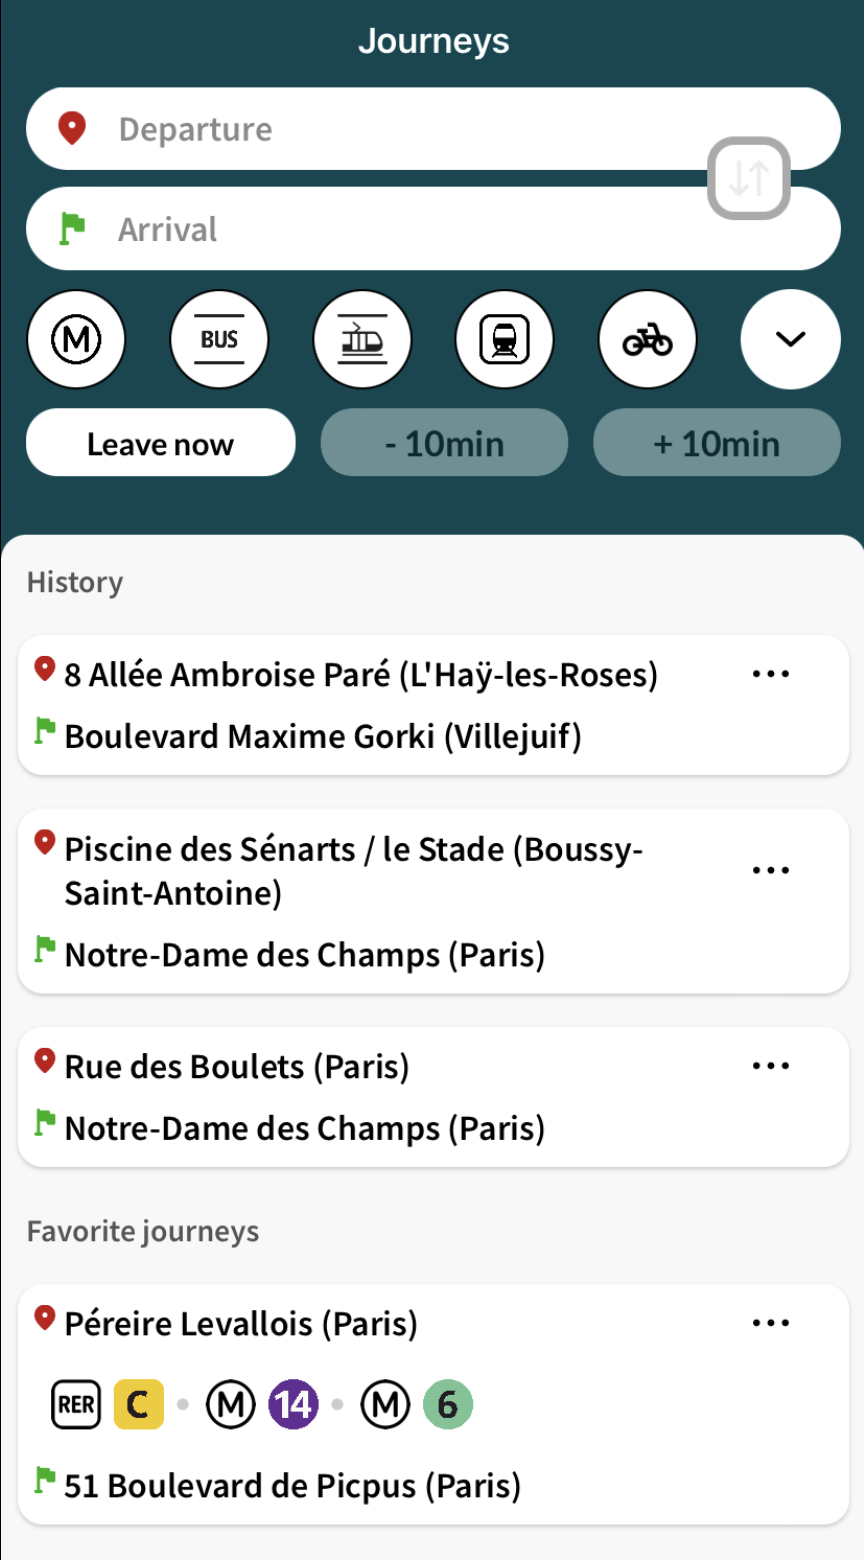 Journeys
Departure
Arrival
M BUS
Leave now - 10min + 10min
History
8 Allée Ambroise Paré (L'Haÿ-les-Roses)
Boulevard Maxime Gorki (Villejuif)
Piscine des Sénarts / le Stade (Boussy-
Saint-Antoine)
Notre-Dame des Champs (Paris)
Rue des Boulets (Paris)
Notre-Dame des Champs (Paris)
Favorite journeys
Péreire Levallois (Paris)
RER C • M 14 • M 6
51 Boulevard de Picpus (Paris)